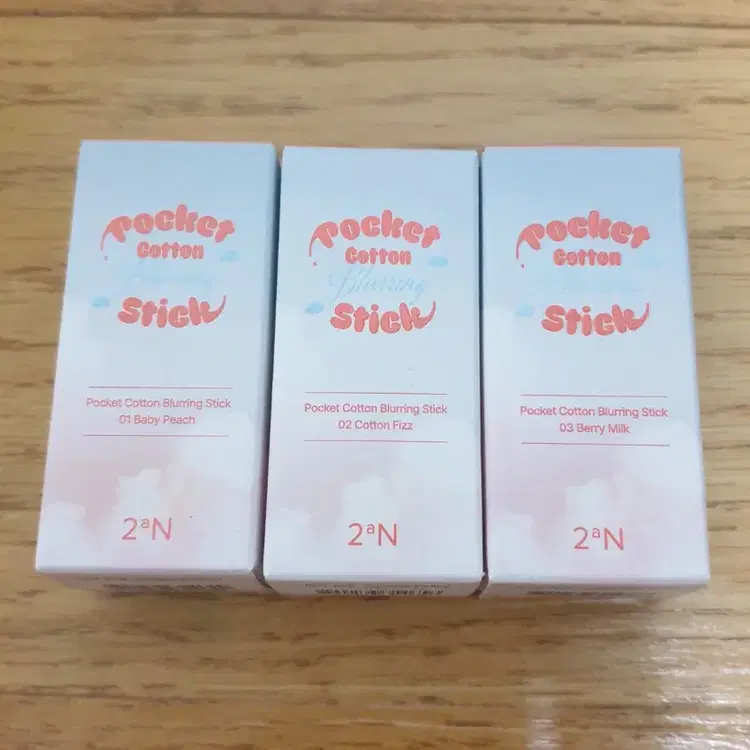 Pocket
Cotton
Stick
Pocket Cotton Blurring Stick
01 Baby Peach
2aN
Pocket
Cotton
Blurring
Stick
Pocket Cotton Blurring Stick
02 Cotton Fizz
2aN
Pocket
Cotton
Stick
Pocket Cotton Blurring Stick
03 Berry Milk
2aN